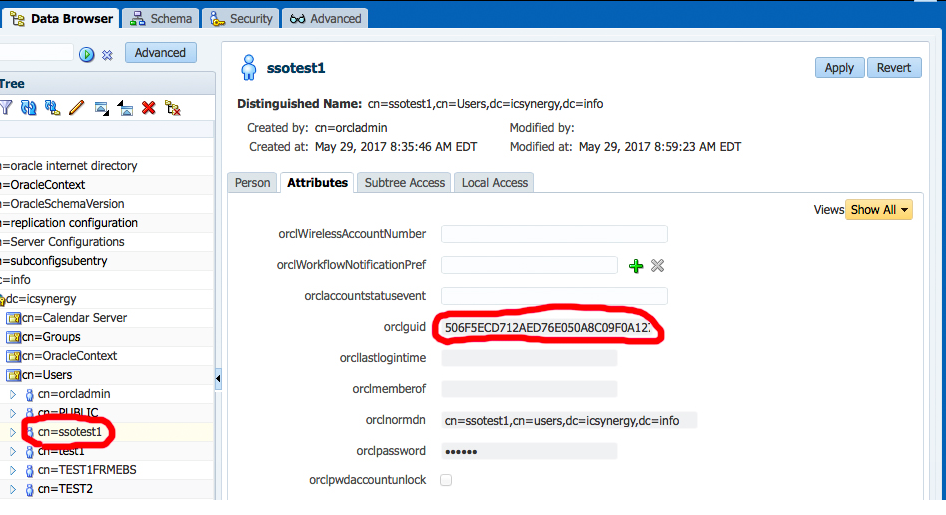 Data Browser Schema Security Advanced
Advanced
Tree
n=oracle internet directory
n=OracleContext
n=OracleSchemaVersion
n=replication configuration
n=Server Configurations
n=subconfigsubentry
c=info
dc=icsynergy
cn=Calendar Server
cn=Groups
cn=OracleContext
cn=Users
cn=orcladmin
cn=PUBLIC
cn=ssotest1
cn=test1
cn=TEST1FRMEBS
cn=TEST2
ssotest1
Apply Revert
Distinguished Name: cn=ssotest1,cn=Users,dc=icsynergy,dc=info
Created by: cn=orcladmin Modified by:
Created at: May 29, 2017 8:35:46 AM EDT Modified at: May 29, 2017 8:59:23 AM EDT
Person Attributes Subtree Access Local Access
Views Show All
orclWirelessAccountNumber
orclWorkflowNotificationPref
orclaccountstatusevent
orclguid 506F5ECD712AED76E050A8C09F0A12
orcllastlogintime
orclmemberof
orclnormdn cn=ssotest1,cn=users,dc=icsynergy,dc=info
orclpassword ••••••
orclpwdaccountunlock